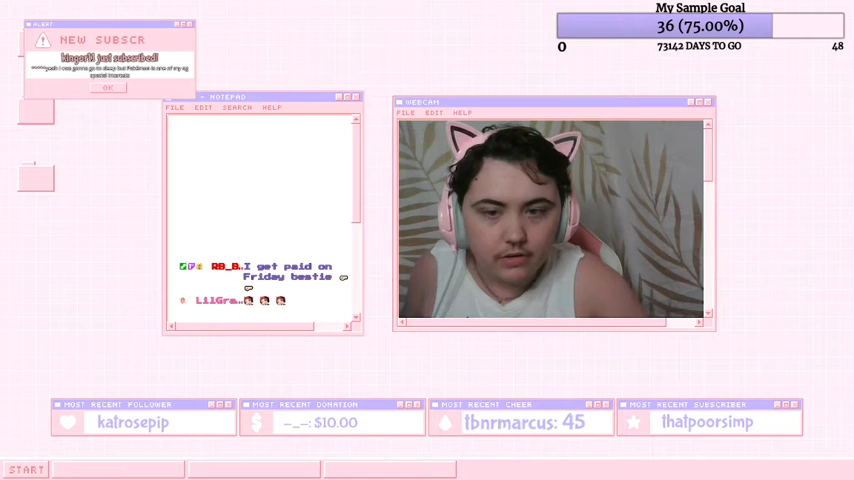 My Sample Goal
36 (75.00%)
0
73142 DAYS TO GO
48
ALERT
NEW SUBSCR
just subscribed!
OK
- NOTEPAD
FILE EDIT SEARCH HELP
RB_B..I get paid on
Friday bestie
LilGra..
WEBCAM
FILE EDIT HELP
MOST RECENT FOLLOWER
katrosepip
MOST RECENT DONATION
$ –_–: $10.00
MOST RECENT CHEER
tbnrmarcus: 45
MOST RECENT SUBSCRIBER
thatpoorsimp
START